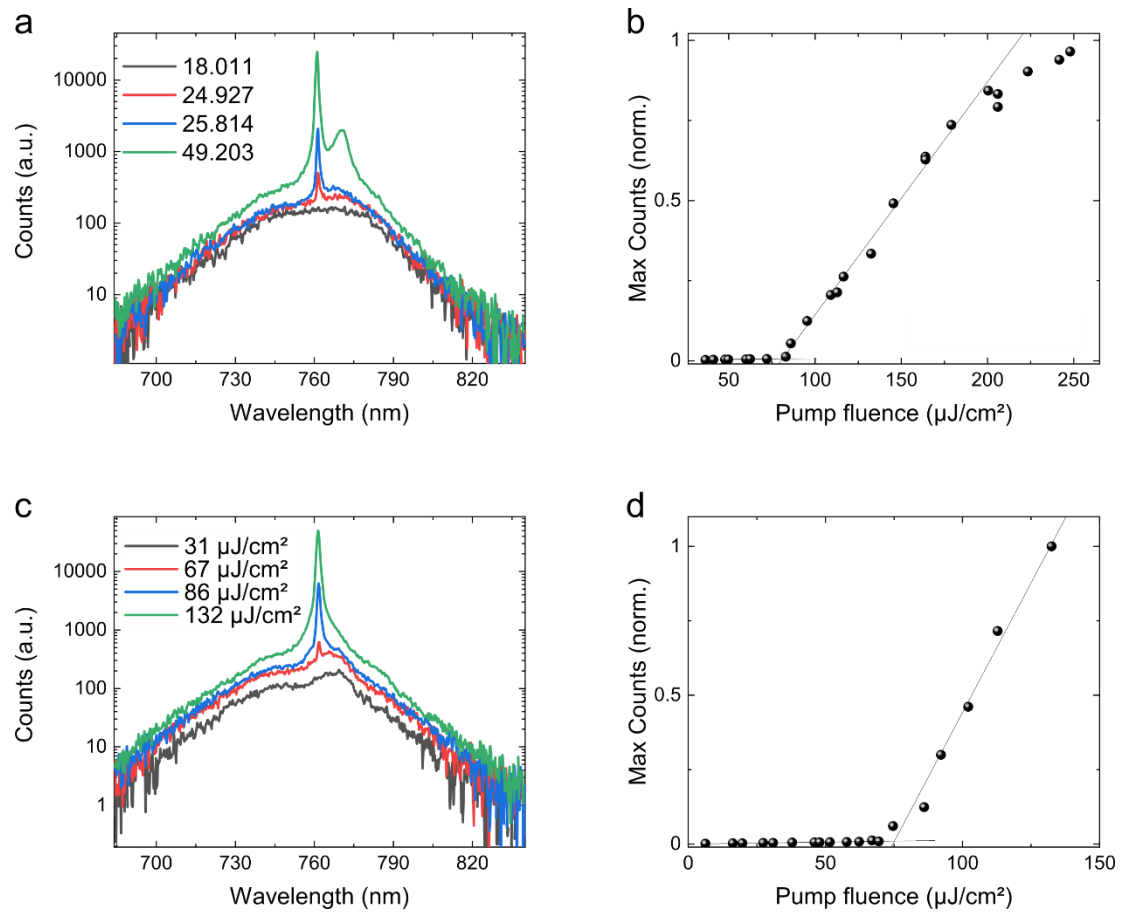 a
Counts (a.u.)
10000
1000
100
10
18.011
24.927
25.814
49.203
700
730
760
790
820
Wavelength (nm)
b
Max Counts (norm.)
1
0.5
0
50
100
150
200
250
Pump fluence (µJ/cm²)
c
Counts (a.u.)
10000
1000
100
10
1
31 µJ/cm²
67 µJ/cm²
86 µJ/cm²
132 µJ/cm²
700
730
760
790
820
Wavelength (nm)
d
Max Counts (norm.)
1
0.5
0
0
50
100
150
Pump fluence (µJ/cm²)